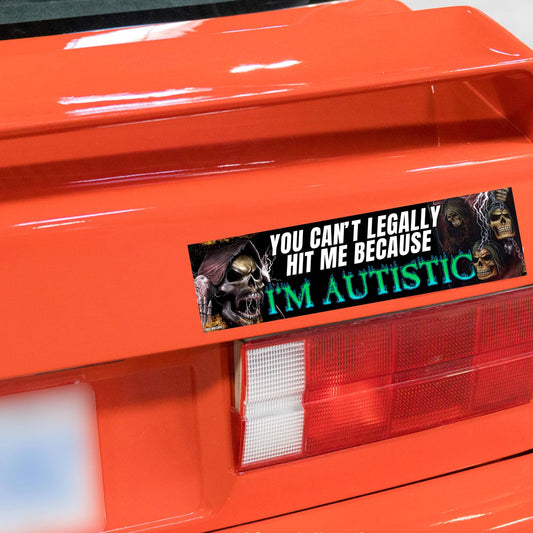 YOU CAN'T LEGALLY
HIT ME BECAUSE
I'M AUTISTIC